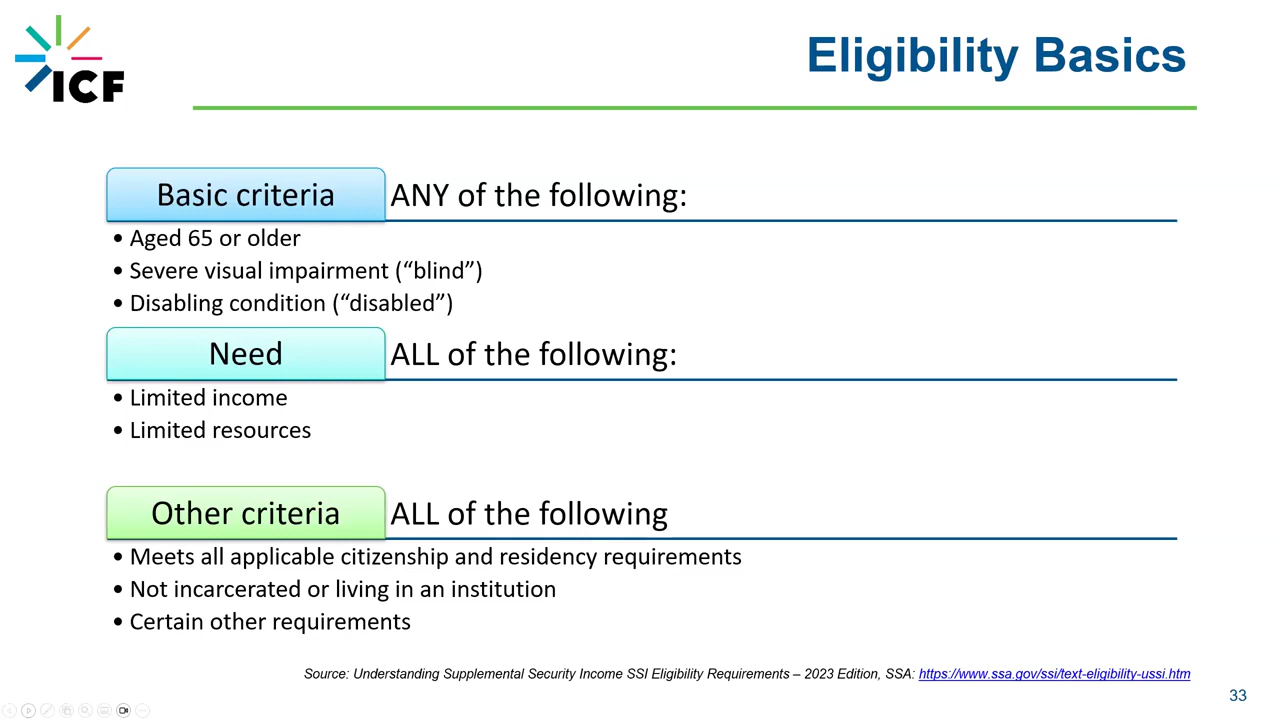 ICF
Eligibility Basics
Basic criteria ANY of the following:
• Aged 65 or older
• Severe visual impairment (“blind”)
• Disabling condition (“disabled”)
Need ALL of the following:
• Limited income
• Limited resources
Other criteria ALL of the following
• Meets all applicable citizenship and residency requirements
• Not incarcerated or living in an institution
• Certain other requirements
Source: Understanding Supplemental Security Income SSI Eligibility Requirements – 2023 Edition, SSA: https://www.ssa.gov/ssi/text-eligibility-ussi.htm
33